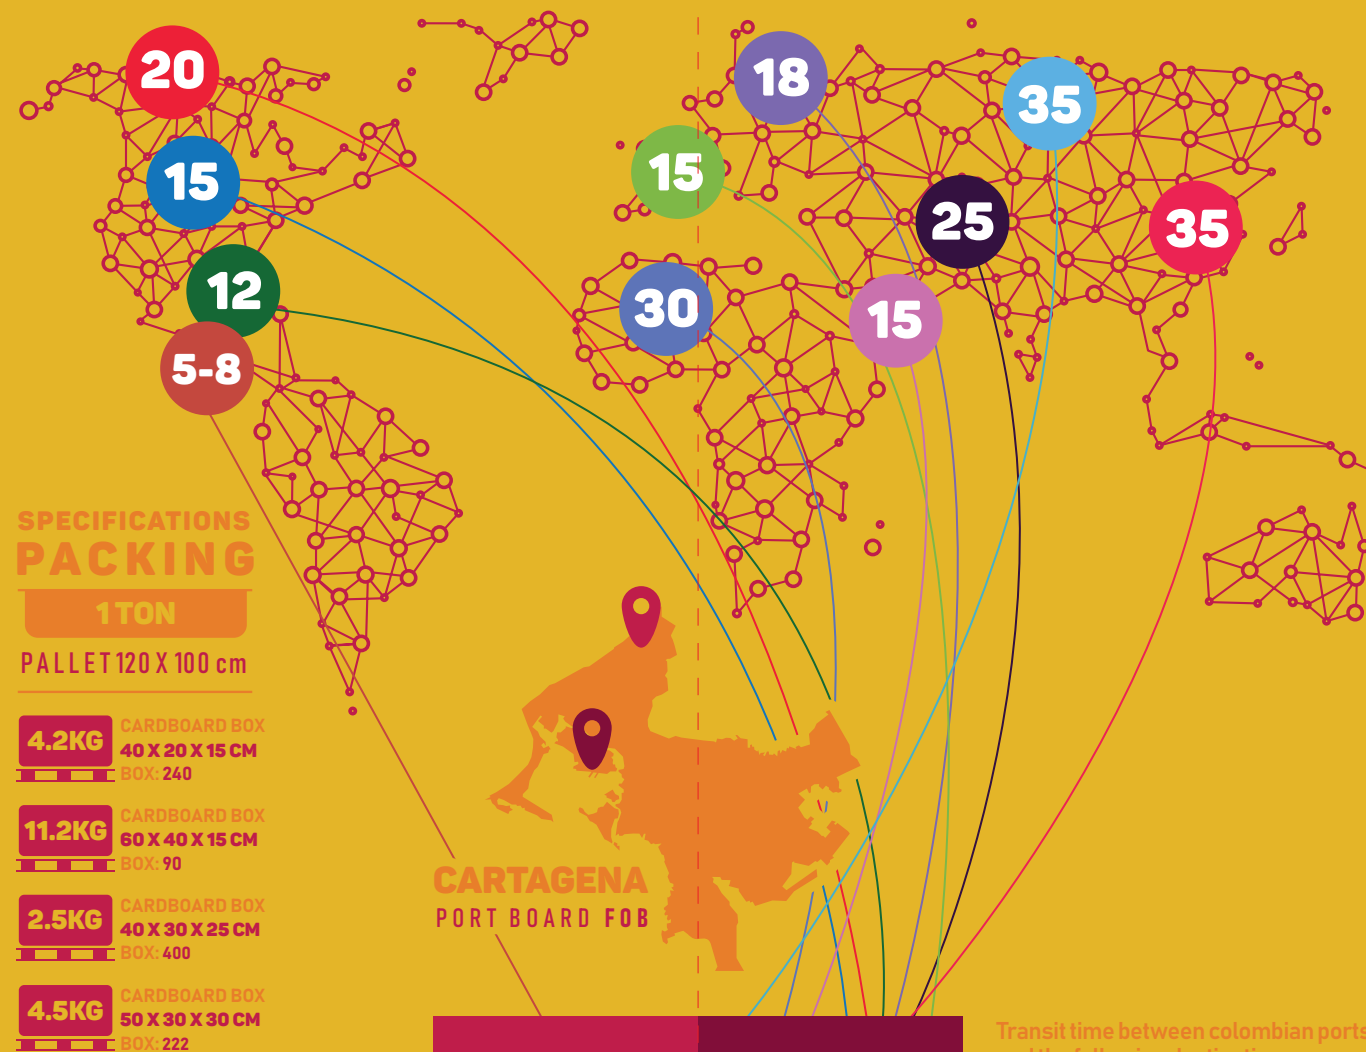 20
18
35
15
15
25
35
12
30
15
5-8
SPECIFICATIONS
PACKING
1 TON
PALLET 120 X 100 cm
4.2KG
CARDBOARD BOX
40 X 20 X 15 CM
BOX: 240
11.2KG
CARDBOARD BOX
60 X 40 X 15 CM
BOX: 90
2.5KG
CARDBOARD BOX
40 X 30 X 25 CM
BOX: 400
4.5KG
CARDBOARD BOX
50 X 30 X 30 CM
BOX: 222
CARTAGENA
PORT BOARD FOB
Transit time between colombian ports